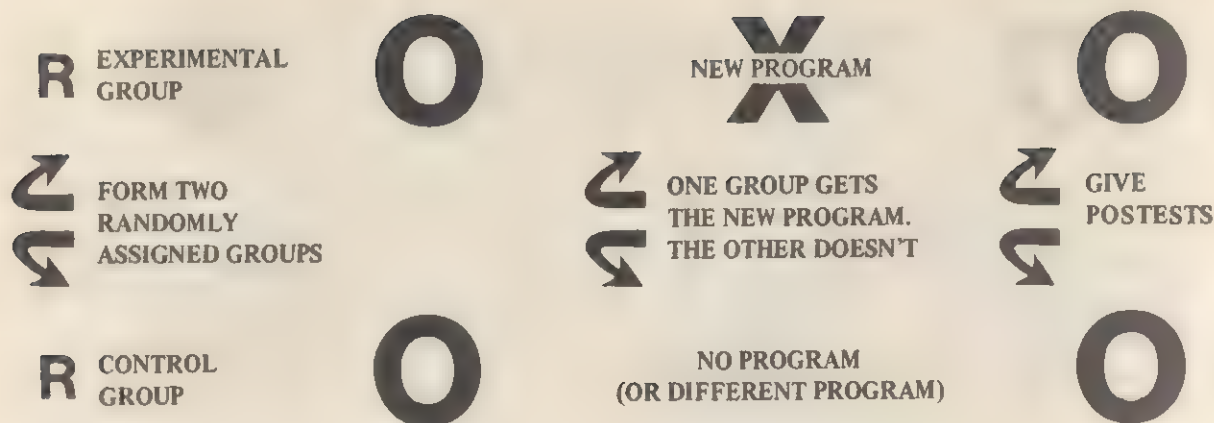 R EXPERIMENTAL
GROUP
O
NEW PROGRAM
X
O
FORM TWO
RANDOMLY
ASSIGNED GROUPS
ONE GROUP GETS
THE NEW PROGRAM.
THE OTHER DOESN'T
GIVE
POSTESTS
R CONTROL
GROUP
O
NO PROGRAM
(OR DIFFERENT PROGRAM)
O